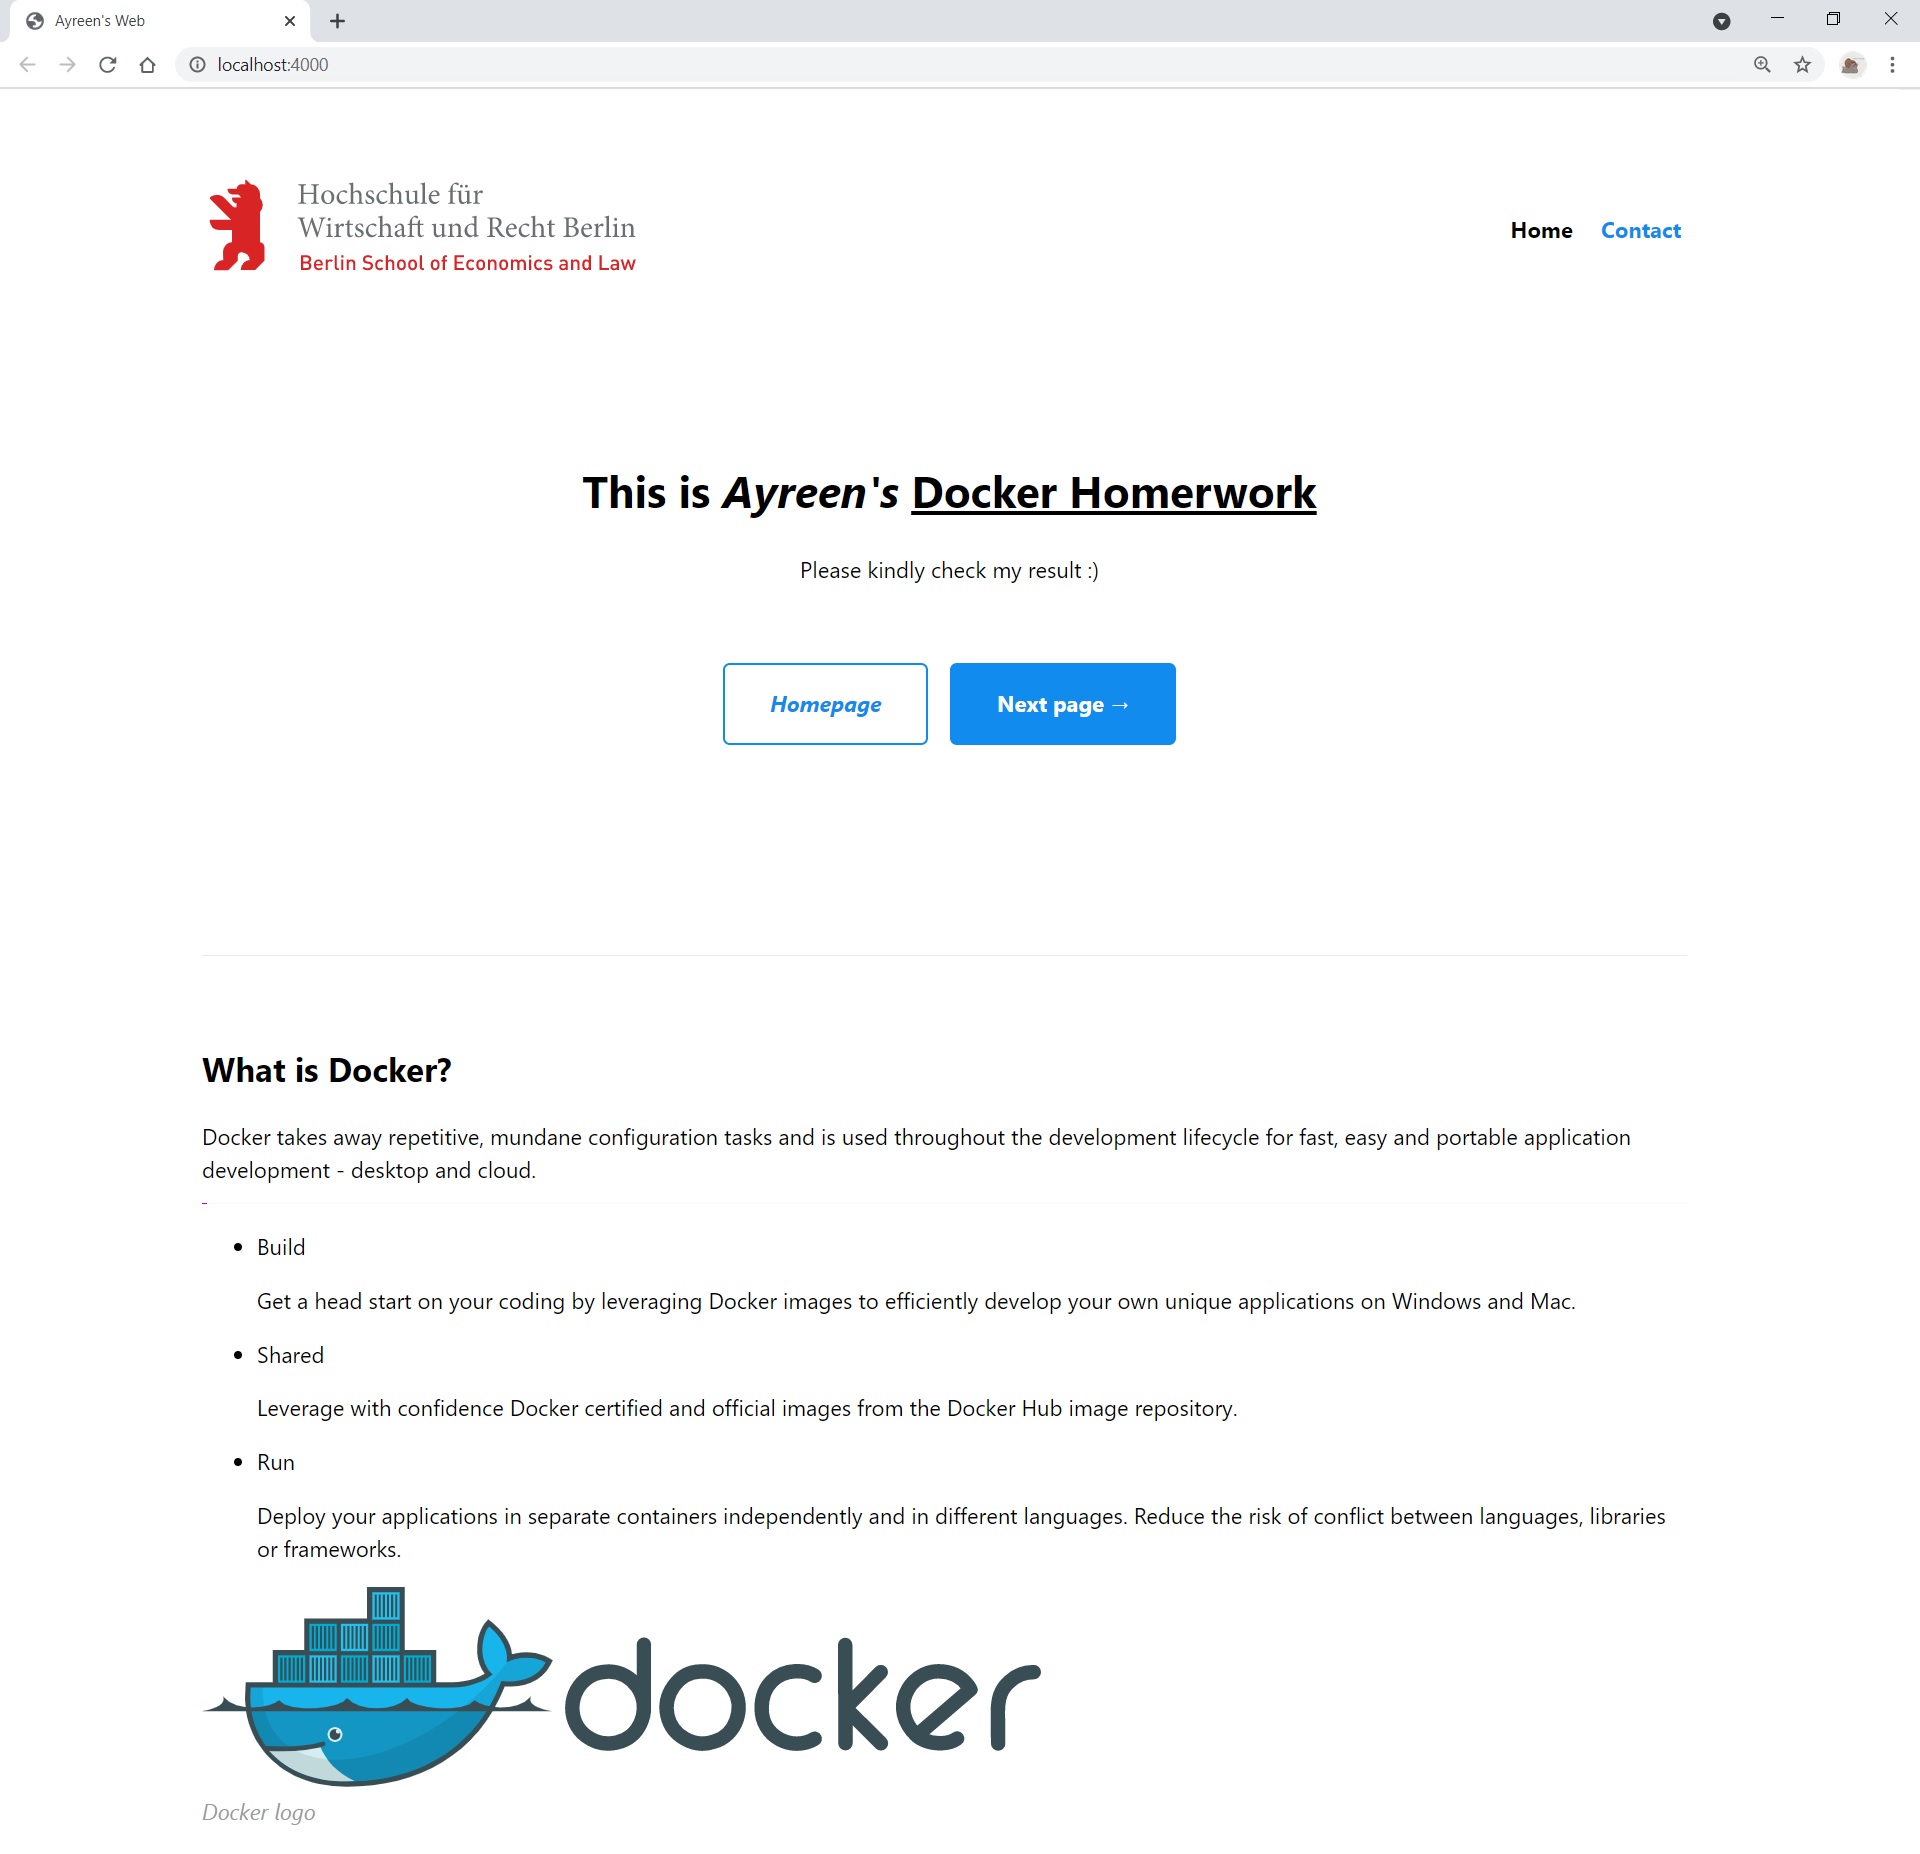 Ayreen's Web
localhost:4000
Hochschule für
Wirtschaft und Recht Berlin
Berlin School of Economics and Law
Home Contact
This is Ayreen's Docker Homerwork
Please kindly check my result :)
Homepage Next page →
What is Docker?
Docker takes away repetitive, mundane configuration tasks and is used throughout the development lifecycle for fast, easy and portable application
development - desktop and cloud.
• Build
Get a head start on your coding by leveraging Docker images to efficiently develop your own unique applications on Windows and Mac.
• Shared
Leverage with confidence Docker certified and official images from the Docker Hub image repository.
• Run
Deploy your applications in separate containers independently and in different languages. Reduce the risk of conflict between languages, libraries
or frameworks.
docker
Docker logo